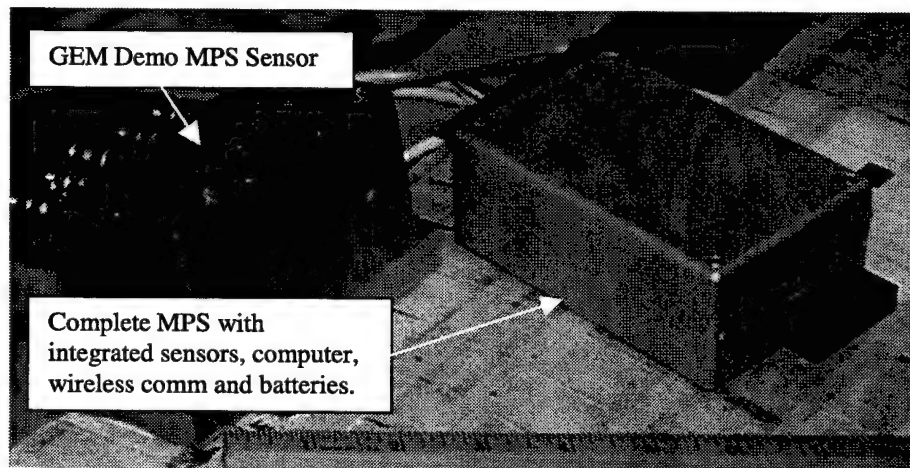 GEM Demo MPS Sensor
Complete MPS with
integrated sensors, computer,
wireless comm and batteries.